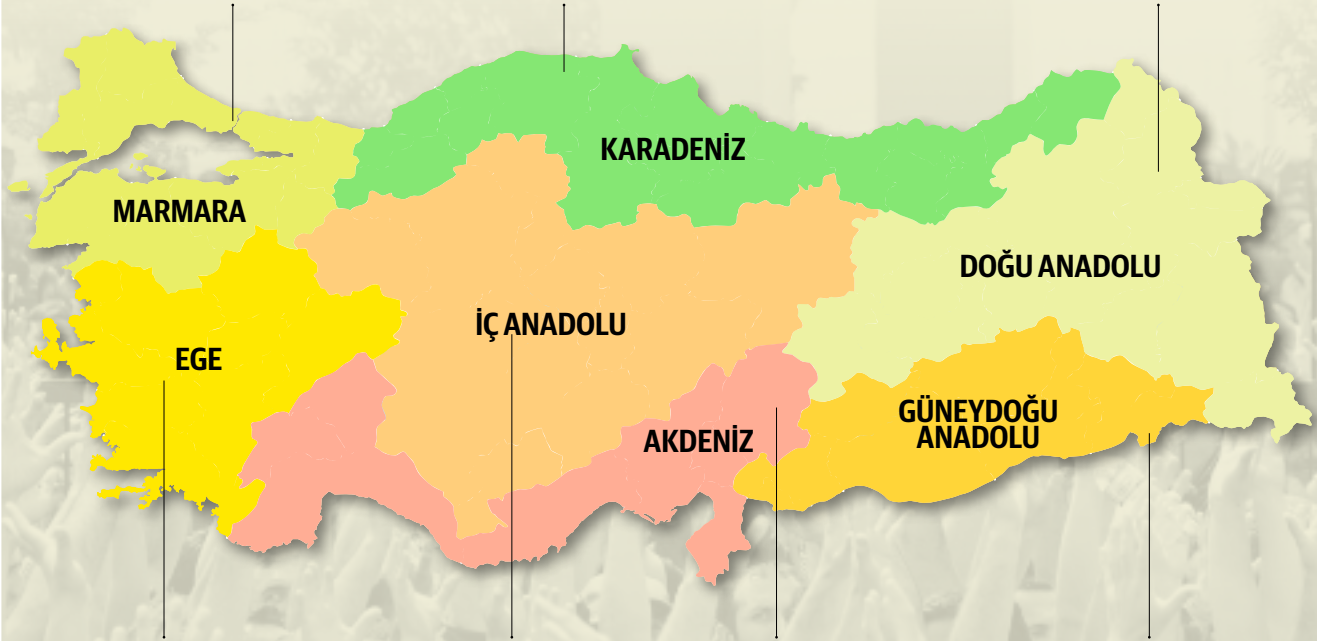 KARADENİZ
MARMARA
DOĞU ANADOLU
İÇ ANADOLU
EGE
GÜNEYDOĞU
ANADOLU
AKDENİZ